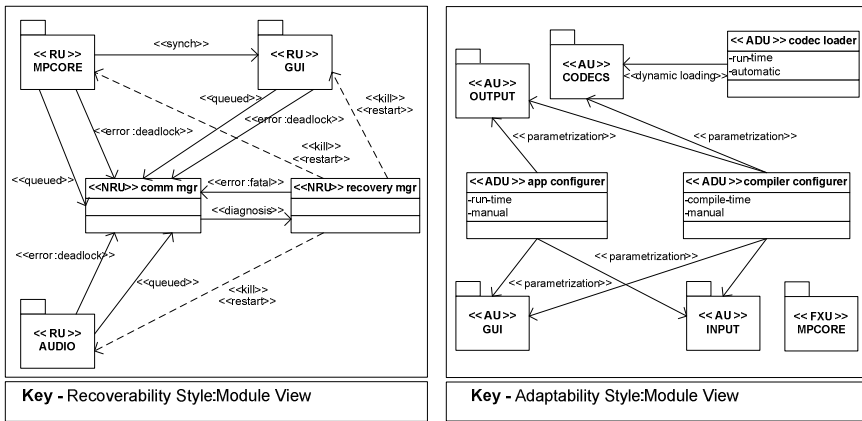 <<RU>>
MPCORE
<<synch>>
<<RU>>
GUI
<<queued>>
<<error:deadlock>>
<<error:deadlock>>
<<kill>>
<<restart>>
<<kill>>
<<restart>>
<<queued>>
<<NRU>> comm mgr
<<error:fatal>>
<<NRU>> recovery mgr
<<diagnosis>>
<<error:deadlock>>
<<queued>>
<<kill>>
<<restart>>
<<RU>>
AUDIO
Key - Recoverability Style:Module View
<<AU>>
OUTPUT
<<AU>>
CODECS
<<dynamic loading>>
<<ADU>> codec loader
-run-time
-automatic
<<parametrization>>
<<parametrization>>
<<ADU>> app configurer
-run-time
-manual
<<ADU>>compiler configurer
-compile-time
-manual
<<parametrization>>
<<parametrization>>
<<AU>>
GUI
<<AU>>
INPUT
<<FXU>>
MPCORE
Key - Adaptability Style:Module View